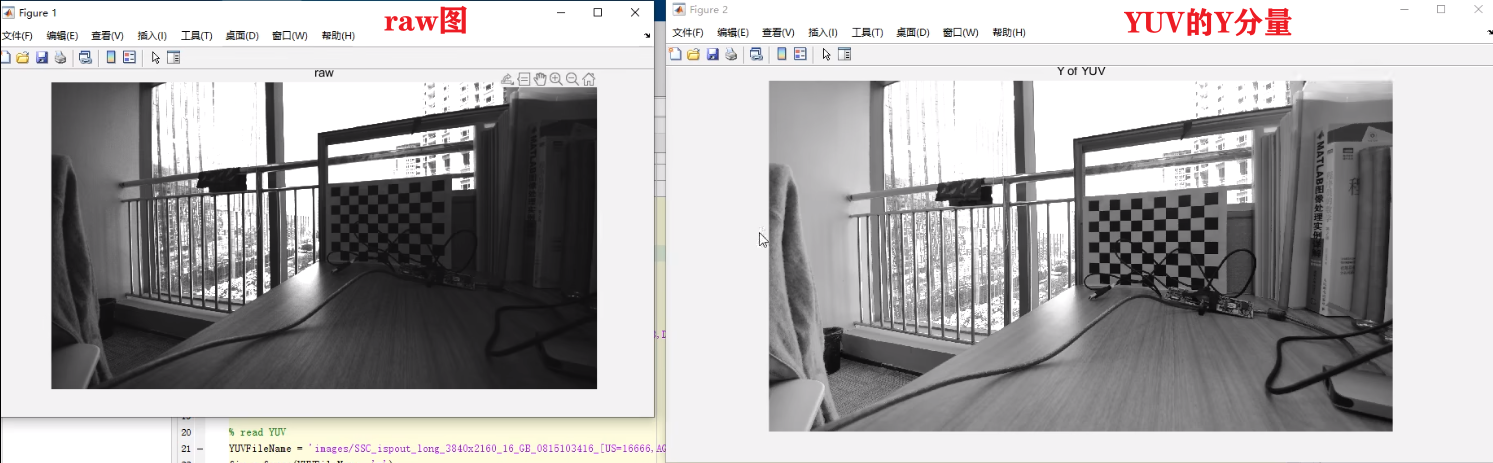 Figure 1
raw图
文件(F) 编辑(E) 查看(V) 插入(I) 工具(T) 桌面(D) 窗口(W) 帮助(H)
raw
Figure 2
YUV的Y分量
文件(F) 编辑(E) 查看(V) 插入(I) 工具(T) 桌面(D) 窗口(W) 帮助(H)
Y of YUV
MATLAB图像处理实例
20 % read YUV
21 — YUVFileName = 'images/SSC_ispout_long_3840x2160_16_GB_0815103416_[US=16666,AG